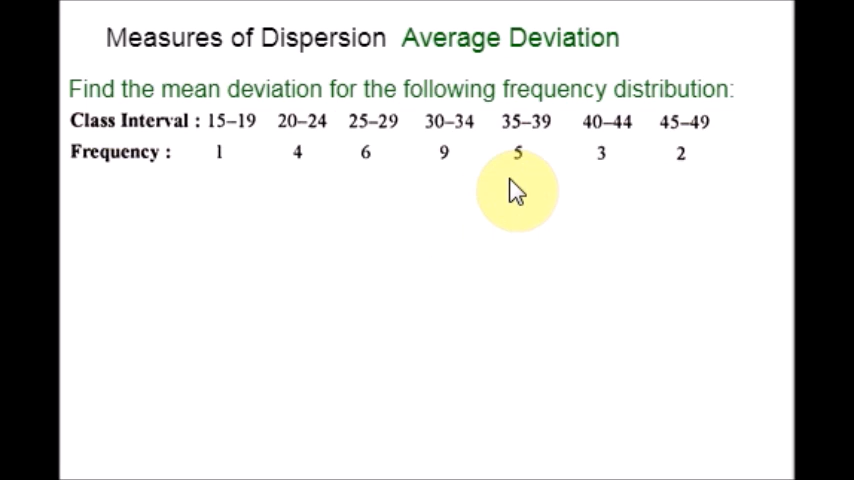 Measures of Dispersion Average Deviation
Find the mean deviation for the following frequency distribution:
Class Interval : 15–19 20–24 25–29 30–34 35–39 40–44 45–49
Frequency : 1 4 6 9 5 3 2